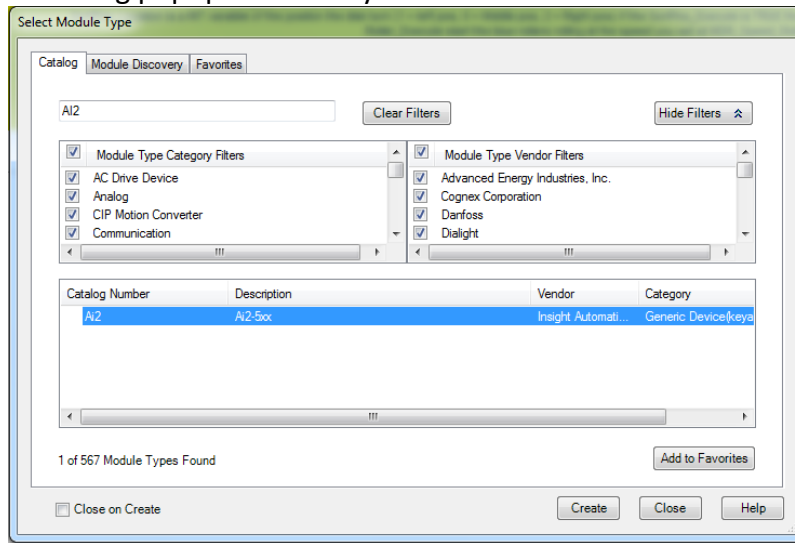 Select Module Type
Catalog Module Discovery Favorites
AI2 Clear Filters Hide Filters
Module Type Category Filters
AC Drive Device
Analog
CIP Motion Converter
Communication
Module Type Vendor Filters
Advanced Energy Industries, Inc.
Cognex Corporation
Danfoss
Dialight
Catalog Number Description Vendor Category
Ai2 Ai2-5xx Insight Automati... Generic Device(keya
1 of 567 Module Types Found Add to Favorites
Close on Create Create Close Help